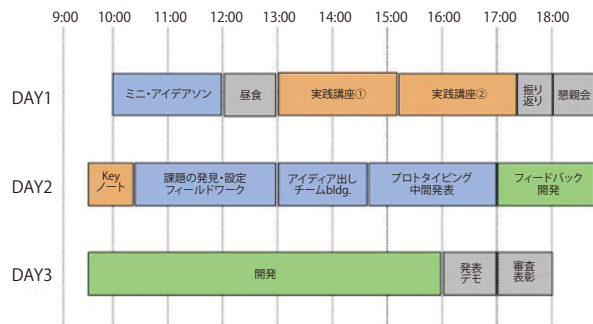 9:00 10:00 11:00 12:00 13:00 14:00 15:00 16:00 17:00 18:00
DAY1
ミニ・アイデアソン
昼食
実践講座①
実践講座②
振り
返り
懇親会
DAY2
Key
ノート
課題の発見・設定
フィールドワーク
アイディア出し
チームbldg.
プロトタイピング
中間発表
フィードバック
開発
DAY3
開発
発表
デモ
審査
表彰